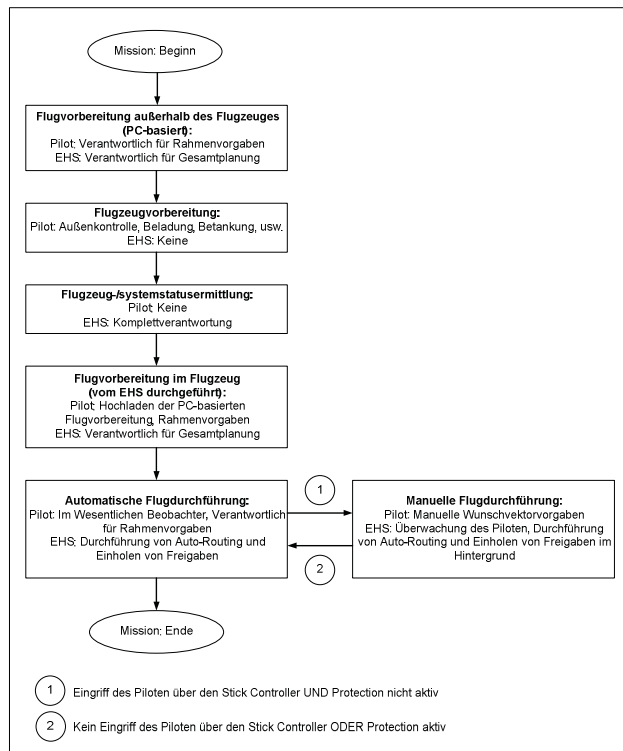 Mission: Beginn
Flugvorbereitung außerhalb des Flugzeuges
(PC-basiert):
Pilot: Verantwortlich für Rahmenvorgaben
EHS: Verantwortlich für Gesamtplanung
Flugzeugvorbereitung:
Pilot: Außenkontrolle, Beladung, Betankung, usw.
EHS: Keine
Flugzeug-/systemstatusermittlung:
Pilot: Keine
EHS: Komplettverantwortung
Flugvorbereitung im Flugzeug
(vom EHS durchgeführt):
Pilot: Hochladen der PC-basierten
Flugvorbereitung, Rahmenvorgaben
EHS: Verantwortlich für Gesamtplanung
Automatische Flugdurchführung:
Pilot: Im Wesentlichen Beobachter, Verantwortlich
für Rahmenvorgaben
EHS: Durchführung von Auto-Routing und
Einholen von Freigaben
1
2
Manuelle Flugdurchführung:
Pilot: Manuelle Wunschvektorvorgaben
EHS: Überwachung des Piloten, Durchführung
von Auto-Routing und Einholen von Freigaben im
Hintergrund
Mission: Ende
1 Eingriff des Piloten über den Stick Controller UND Protection nicht aktiv
2 Kein Eingriff des Piloten über den Stick Controller ODER Protection aktiv